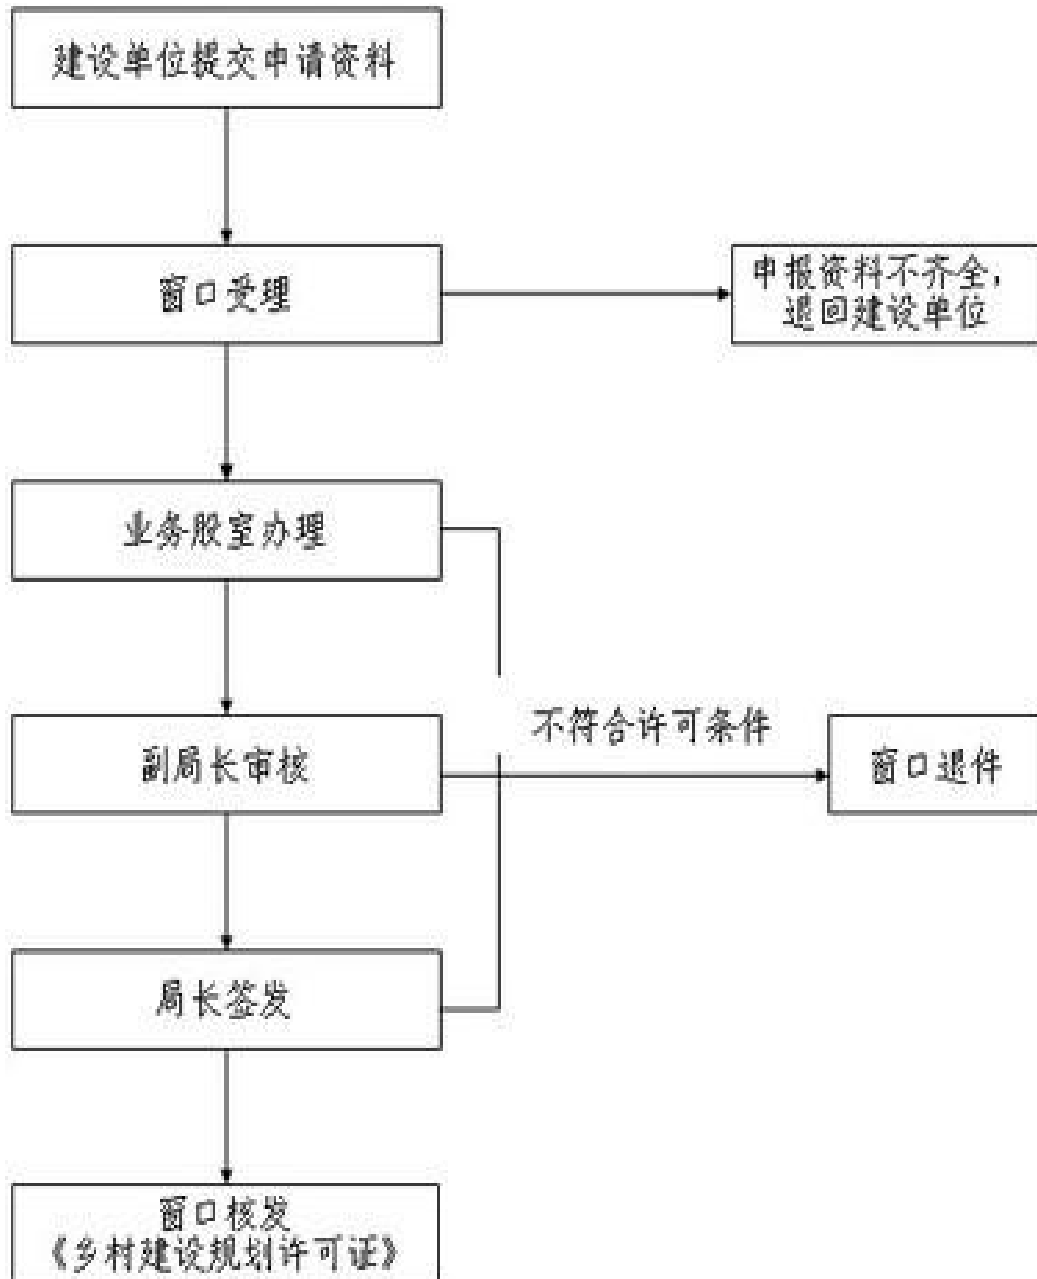 建设单位提交申请资料
窗口受理
申报资料不齐全，
退回建设单位
业务股室办理
不符合许可条件
副局长审核
窗口退件
局长签发
窗口核发
《乡村建设规划许可证》